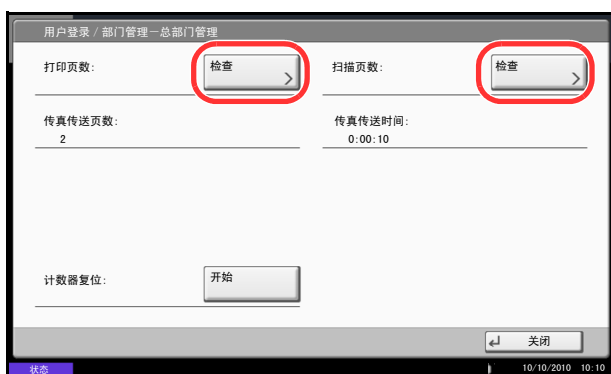 用户登录 / 部门管理－总部门管理
打印页数: 检查 扫描页数: 检查
传真传送页数: 传真传送时间:
2 0:00:10
计数器复位: 开始
关闭
状态 10/10/2010 10:10